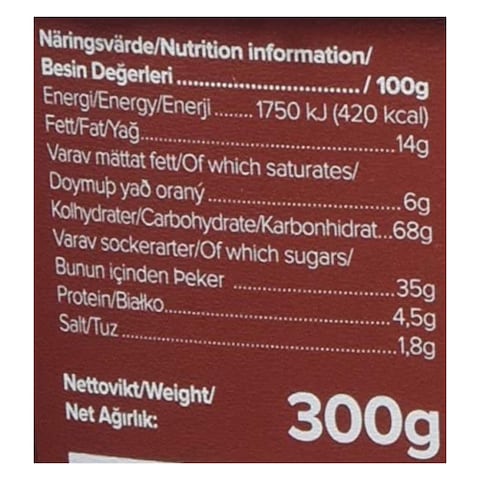 Näringsvärde/Nutrition information/
Besin Değerleri ................................ / 100g
Energi/Energy/Enerji ....... 1750 kJ (420 kcal)
Fett/Fat/Yağ.................................................14g
Varav mättat fett/Of which saturates/
Doymuþ yað oraný ....................................6g
Kolhydrater/Carbohydrate/Karbonhidrat...68g
Varav sockerarter/Of which sugars/
Bunun içinden Þeker ................................35g
Protein/Bialko............................................4,5g
Salt/Tuz ......................................................1,8g
Nettovikt/Weight/
Net Ağırlık:
300g